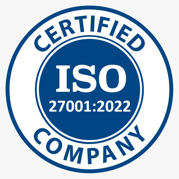 CERTIFIED
ISO
27001:2022
COMPANY